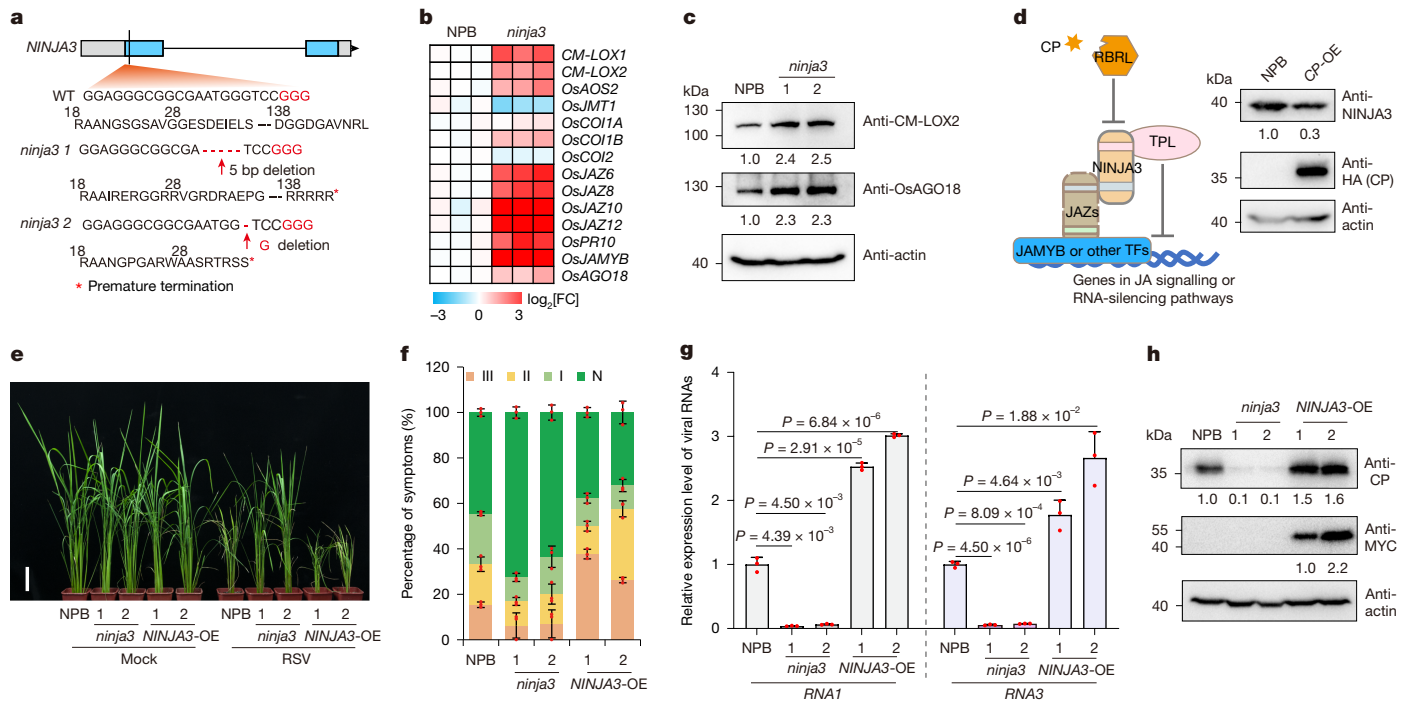 a
NINJA3
WT GGAGGGCGGCGAATGGGTCCGGG
18 28 138
RAANGSGSAVGGESDEIELS --- DGGDGAVNRL
ninja3 1 GGAGGGCGGCGA - - - - - TCCGGG
5 bp deletion
18 28 138
RAAIRERGGRRVGRDRAEPG --- RRRRR*
ninja3 2 GGAGGGCGGCGAATGG - TCCGGG
G deletion
18 28
RAANGPGARWAASRTRSS*
* Premature termination
b
NPB ninja3
CM-LOX1
CM-LOX2
OsAOS2
OsJMT1
OsCOI1A
OsCOI1B
OsCOI2
OsJAZ6
OsJAZ8
OsJAZ10
OsJAZ12
OsPR10
OsJAMYB
OsAGO18
log2[FC]
−3 0 3
c
ninja3
kDa NPB 1 2
130
100
Anti-CM-LOX2
1.0 2.4 2.5
130
Anti-OsAGO18
1.0 2.3 2.3
40
Anti-actin
d
CP
RBRL
TPL
NINJA3
JAZs
JAMYB or other TFs
Genes in JA signalling or
RNA-silencing pathways
kDa NPB CP-OE
40
Anti-
NINJA3
1.0 0.3
35
Anti-
HA (CP)
40
Anti-
actin
e
NPB 1 2 1 2 NPB 1 2 1 2
ninja3 NINJA3-OE ninja3 NINJA3-OE
Mock RSV
f
Percentage of symptoms (%)
120
100
80
60
40
20
0
III II I N
NPB 1 2 1 2
ninja3 NINJA3-OE
g
Relative expression level of viral RNAs
4
3
2
1
0
P = 6.84 × 10−6
P = 2.91 × 10−5
P = 4.50 × 10−3
P = 4.39 × 10−3
P = 1.88 × 10−2
P = 4.64 × 10−3
P = 8.09 × 10−4
P = 4.50 × 10−6
NPB 1 2 1 2 NPB 1 2 1 2
ninja3 NINJA3-OE ninja3 NINJA3-OE
RNA1 RNA3
h
ninja3 NINJA3-OE
kDa NPB 1 2 1 2
35
Anti-
CP
1.0 0.1 0.1 1.5 1.6
55
40
Anti-
MYC
1.0 2.2
40
Anti-
actin